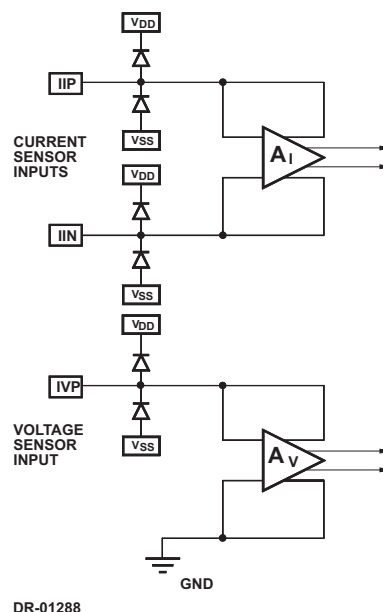 VDD
IIP
CURRENT
SENSOR
INPUTS
VSS
AI
VDD
IIN
VSS
VDD
IVP
VOLTAGE
SENSOR
INPUT
VSS
AV
GND
DR-01288